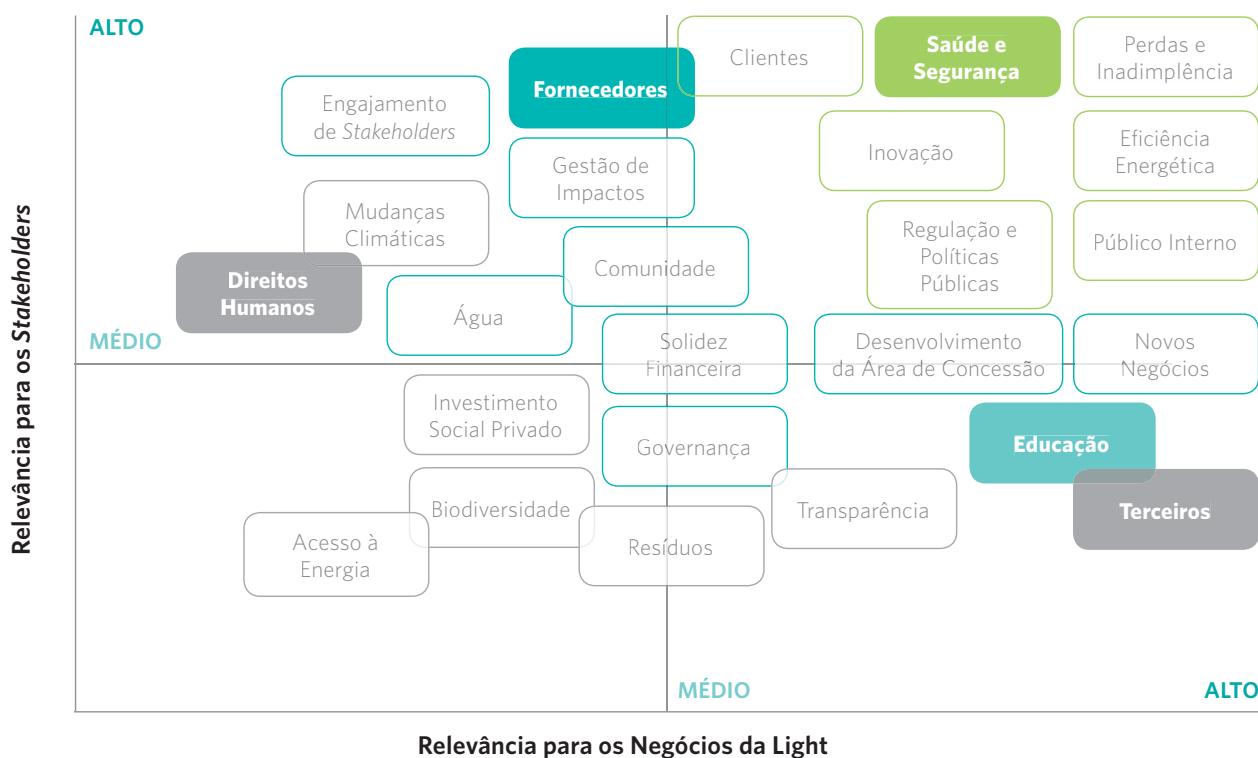 ALTO
Clientes
Saúde e
Segurança
Perdas e
Inadimplência
Fornecedores
Engajamento
de Stakeholders
Inovação
Eficiência
Energética
Gestão de
Impactos
Mudanças
Climáticas
Regulação e
Políticas
Públicas
Público Interno
Comunidade
Direitos
Humanos
Água
MÉDIO
Solidez
Financeira
Desenvolvimento
da Área de Concessão
Novos
Negócios
Investimento
Social Privado
Governança
Educação
Biodiversidade
Transparência
Terceiros
Acesso à
Energia
Resíduos
MÉDIO
ALTO
Relevância para os Stakeholders
Relevância para os Negócios da Light